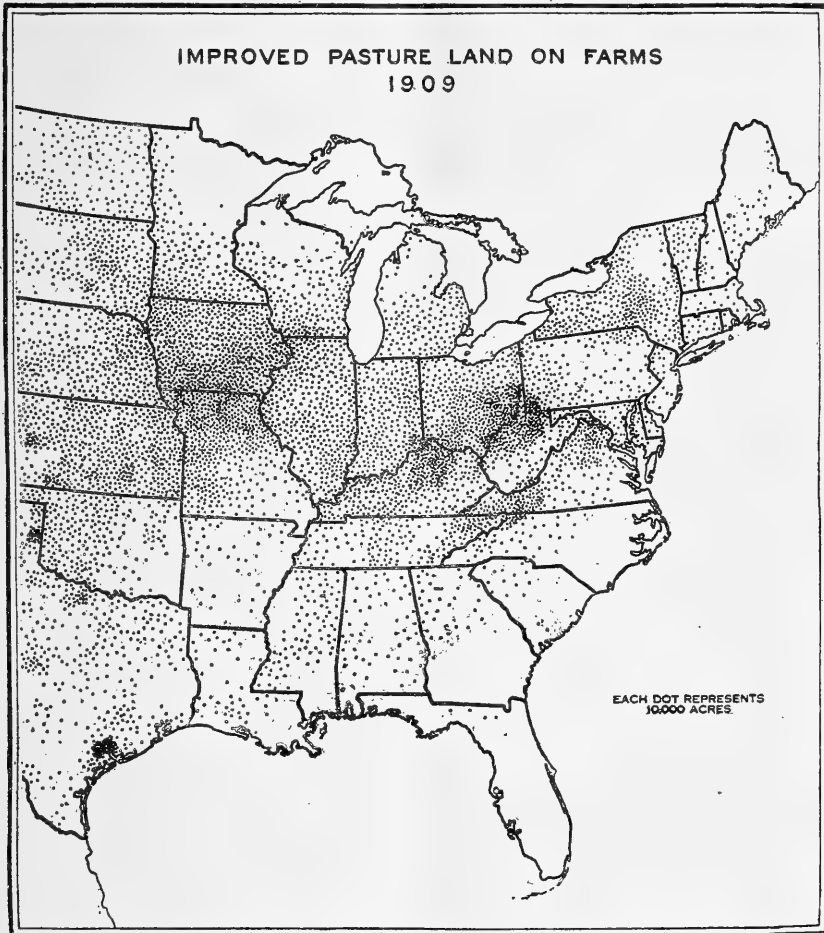 IMPROVED PASTURE LAND ON FARMS
1909
EACH DOT REPRESENTS
10,000 ACRES